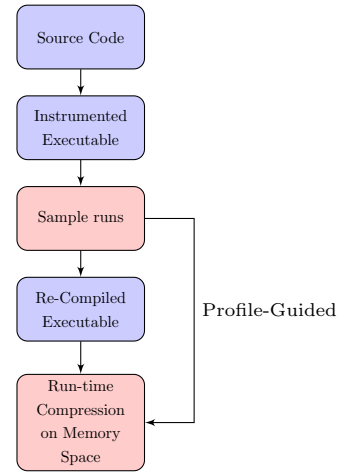 Source Code
Instrumented
Executable
Sample runs
Re-Compiled
Executable
Profile-Guided
Run-time
Compression
on Memory
Space